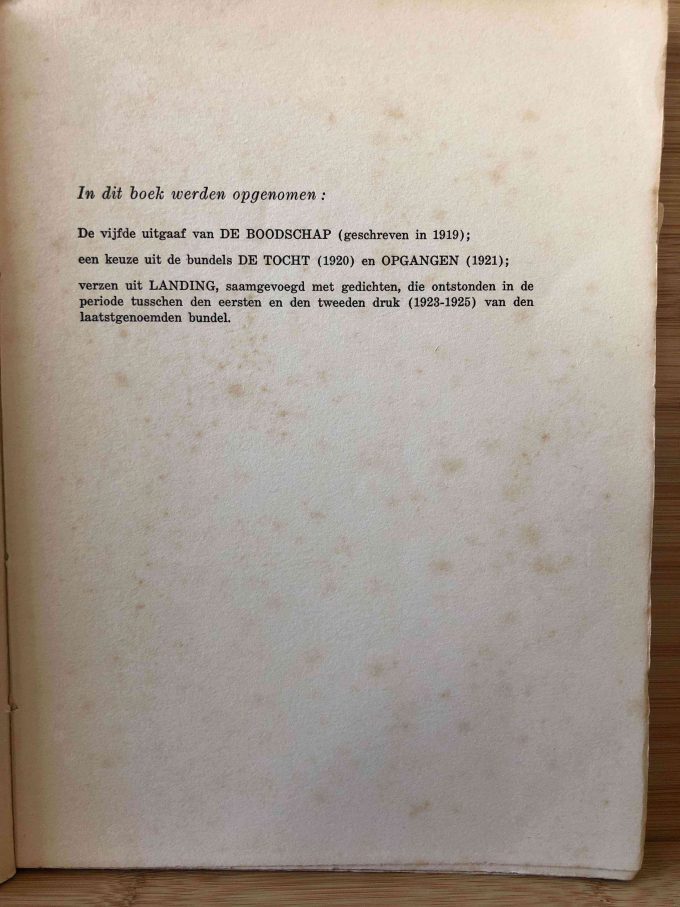 In dit boek werden opgenomen :
De vijfde uitgaaf van DE BOODSCHAP (geschreven in 1919);
een keuze uit de bundels DE TOCHT (1920) en OPGANGEN (1921);
verzen uit LANDING, saamgevoegd met gedichten, die ontstonden in de
periode tusschen den eersten en den tweeden druk (1923-1925) van den
laatstgenoemden bundel.